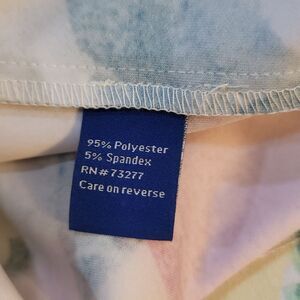 95% Polyester
5% Spandex
RN#73277
Care on reverse